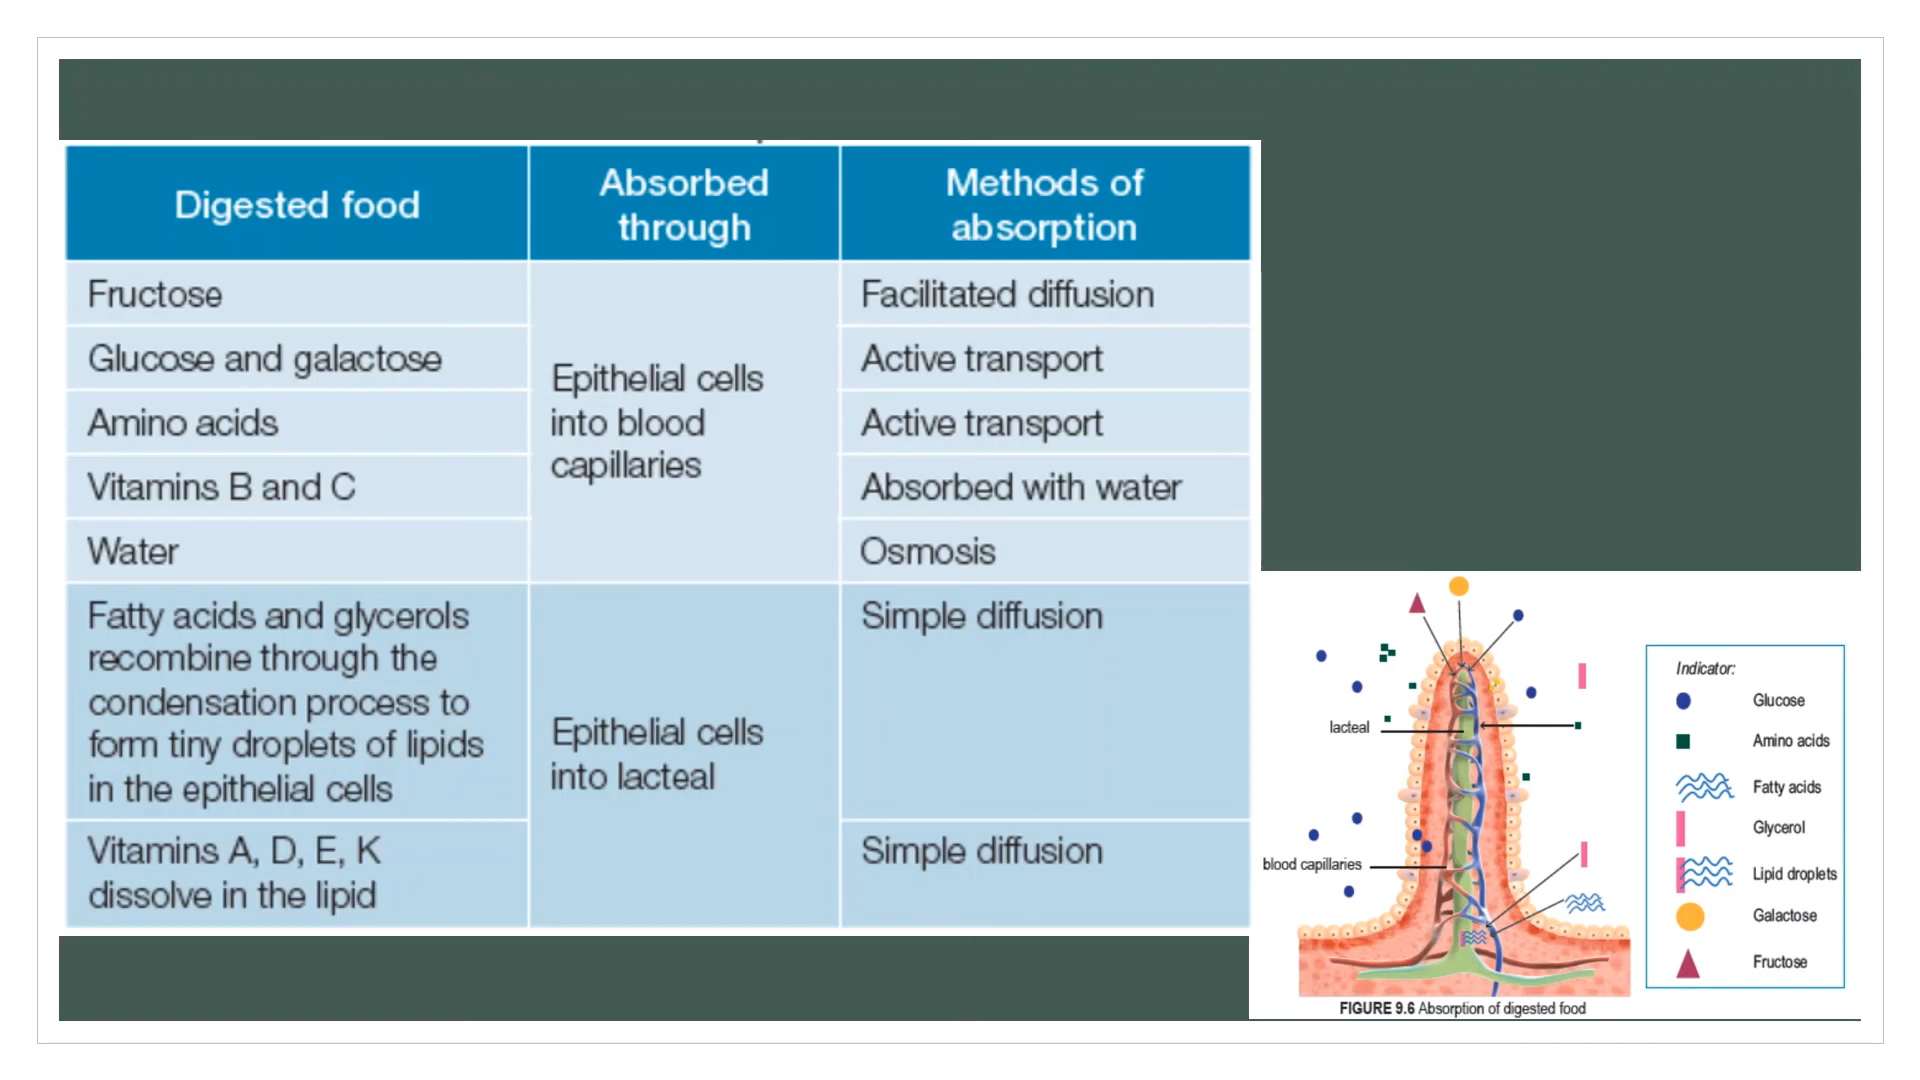 Digested food
Absorbed
through
Methods of
absorption
Fructose
Facilitated diffusion
Glucose and galactose
Active transport
Amino acids
Epithelial cells
into blood
capillaries
Active transport
Vitamins B and C
Absorbed with water
Water
Osmosis
Fatty acids and glycerols
recombine through the
condensation process to
form tiny droplets of lipids
in the epithelial cells
Epithelial cells
into lacteal
Simple diffusion
Vitamins A, D, E, K
dissolve in the lipid
Simple diffusion
lacteal
blood capillaries
Indicator:
Glucose
Amino acids
Fatty acids
Glycerol
Lipid droplets
Galactose
Fructose
FIGURE 9.6 Absorption of digested food